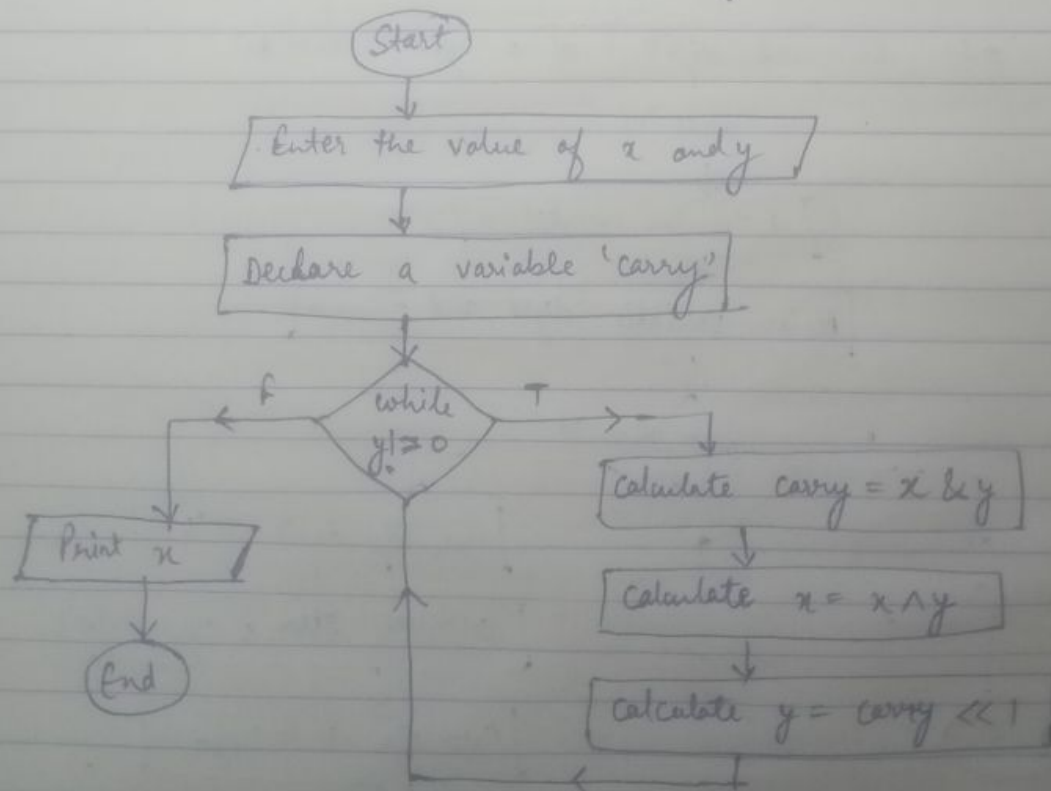 Start
Enter the value of x and y
Declare a variable 'carry'
F
while
T
y != 0
Calculate carry = x & y
Print x
Calculate x = x ^ y
End
Calculate y = carry << 1